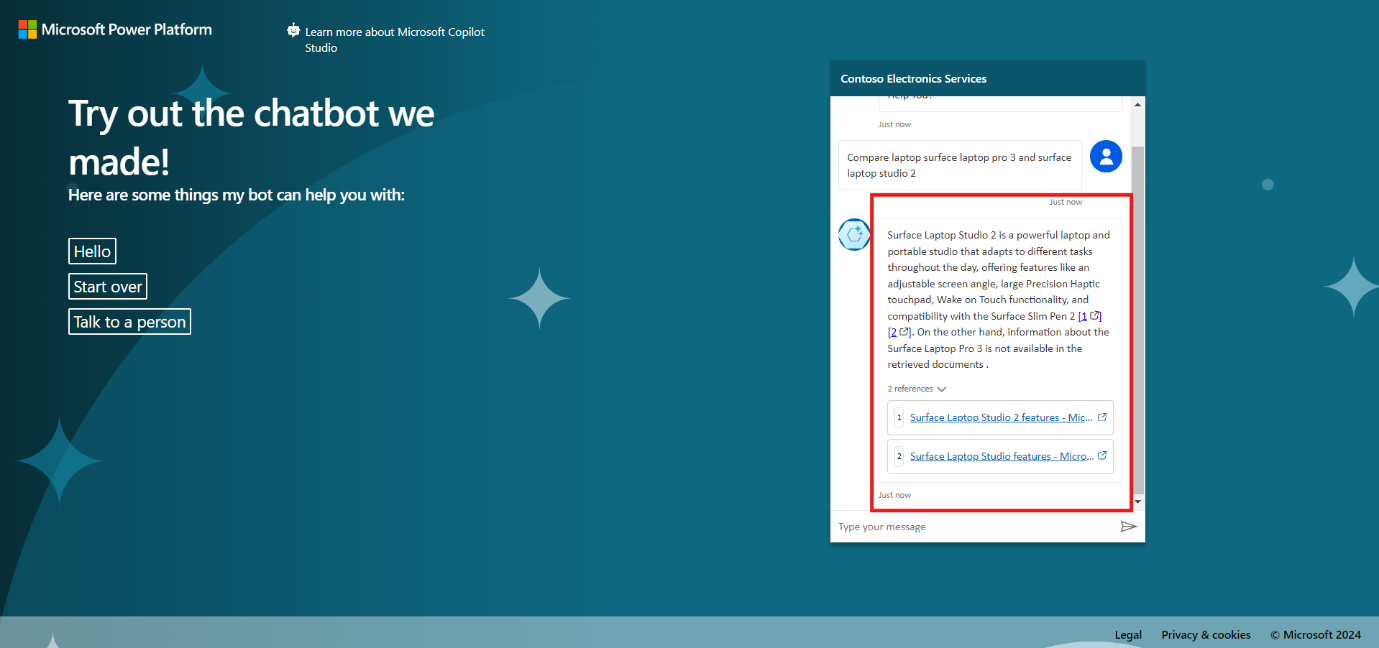 Microsoft Power Platform
Learn more about Microsoft Copilot
Studio
Try out the chatbot we
made!
Here are some things my bot can help you with:
Hello
Start over
Talk to a person
Contoso Electronics Services
Help You?
Just now
Compare laptop surface laptop pro 3 and surface
laptop studio 2
Just now
Surface Laptop Studio 2 is a powerful laptop and
portable studio that adapts to different tasks
throughout the day, offering features like an
adjustable screen angle, large Precision Haptic
touchpad, Wake on Touch functionality, and
compatibility with the Surface Slim Pen 2 [1]
[2]. On the other hand, information about the
Surface Laptop Pro 3 is not available in the
retrieved documents .
2 references
1 Surface Laptop Studio 2 features - Mic...
2 Surface Laptop Studio features - Micro...
Just now
Type your message
Legal Privacy & cookies © Microsoft 2024